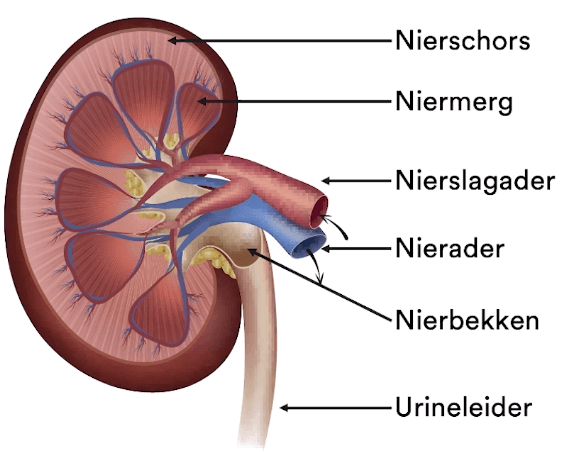 Nierschors
Niermerg
Nierslagader
Nierader
Nierbekken
Urineleider